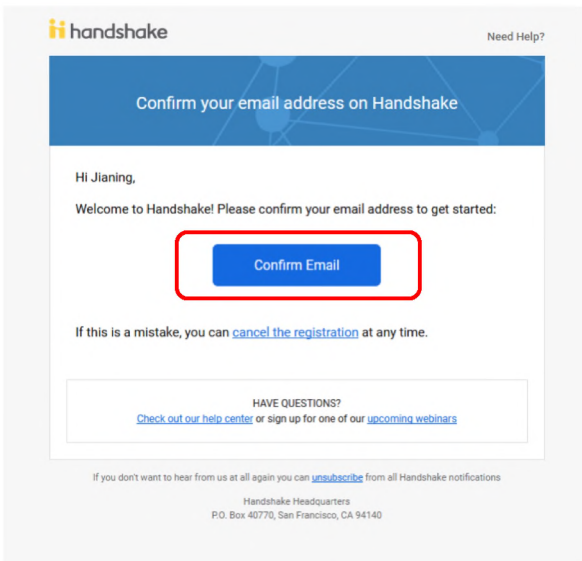 handshake
Need Help?
Confirm your email address on Handshake
Hi Jianing,
Welcome to Handshake! Please confirm your email address to get started:
Confirm Email
If this is a mistake, you can cancel the registration at any time.
HAVE QUESTIONS?
Check out our help center or sign up for one of our upcoming webinars
If you don't want to hear from us at all again you can unsubscribe from all Handshake notifications
Handshake Headquarters
P.O. Box 40770, San Francisco, CA 94140